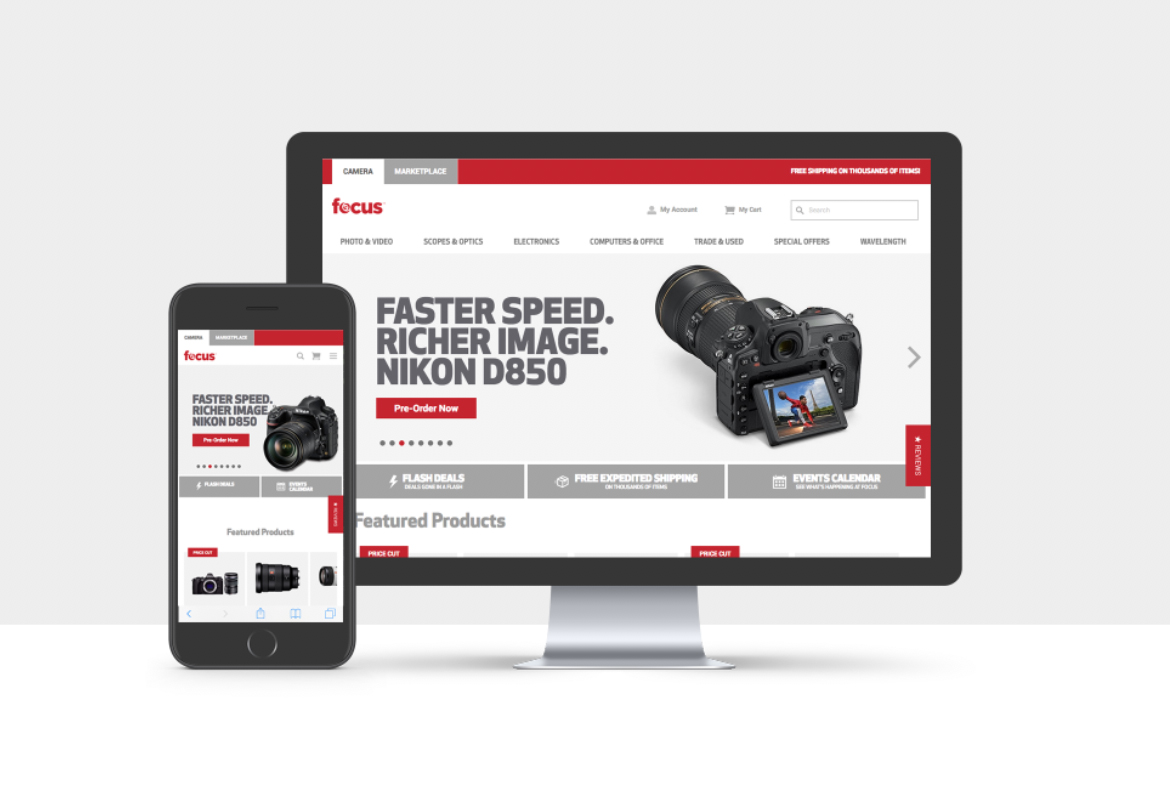 CAMERA
MARKETPLACE
FREE SHIPPING ON THOUSANDS OF ITEMS!
focus
My Account
My Cart
Search
PHOTO & VIDEO
SCOPES & OPTICS
ELECTRONICS
COMPUTERS & OFFICE
TRADE & USED
SPECIAL OFFERS
WAVELENGTH
FASTER SPEED.
RICHER IMAGE.
NIKON D850
Pre-Order Now
REVIEWS
FLASH DEALS
DEALS GONE IN A FLASH
FREE EXPEDITED SHIPPING
ON THOUSANDS OF ITEMS
EVENTS CALENDAR
SEE WHAT'S HAPPENING AT FOCUS
Featured Products
PRICE CUT
PRICE CUT
CAMERA
MARKETPLACE
focus
FASTER SPEED.
RICHER IMAGE.
NIKON D850
Nikon
Pre-Order Now
FLASH DEALS
EVENTS
CALENDAR
REVIEWS
Featured Products
PRICE CUT